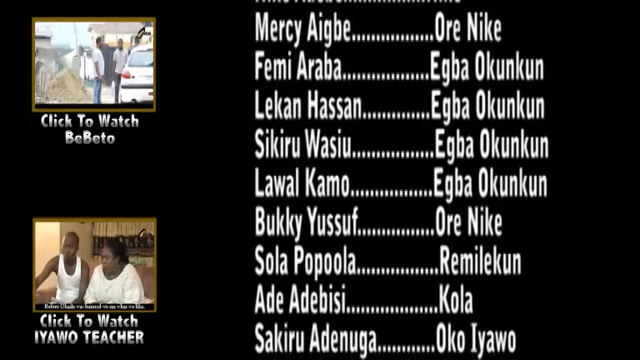 Mercy Aigbe.................Ore Nike
Femi Araba..................Egba Okunkun
Lekan Hassan..............Egba Okunkun
Sikiru Wasiu.................Egba Okunkun
Lawal Kamo.................Egba Okunkun
Bukky Yussuf................Ore Nike
Sola Popoola.................Remilekun
Ade Adebisi...................Kola
Sakiru Adenuga............Oko Iyawo
Click To Watch
BeBeto
Click To Watch
IYAWO TEACHER